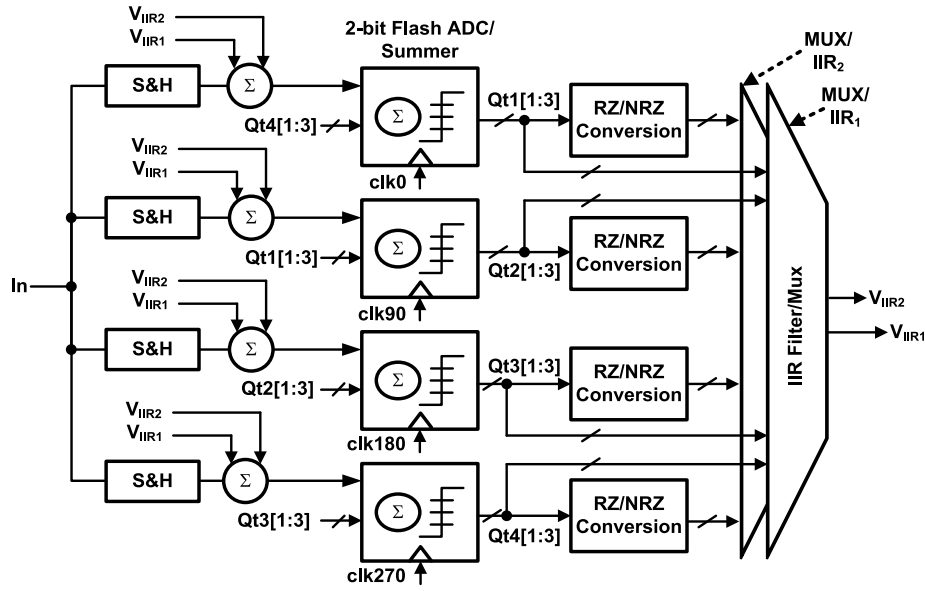 V_IIR2
V_IIR1
2-bit Flash ADC/
Summer
S&H
Σ
Σ
Qt4[1:3]
clk0
Qt1[1:3]
RZ/NRZ
Conversion
MUX/
IIR2
MUX/
IIR1
V_IIR2
V_IIR1
S&H
Σ
Σ
Qt1[1:3]
clk90
Qt2[1:3]
RZ/NRZ
Conversion
In
V_IIR2
V_IIR1
S&H
Σ
Σ
Qt2[1:3]
clk180
Qt3[1:3]
RZ/NRZ
Conversion
IIR Filter/Mux
V_IIR2
V_IIR1
V_IIR2
V_IIR1
S&H
Σ
Σ
Qt3[1:3]
clk270
Qt4[1:3]
RZ/NRZ
Conversion